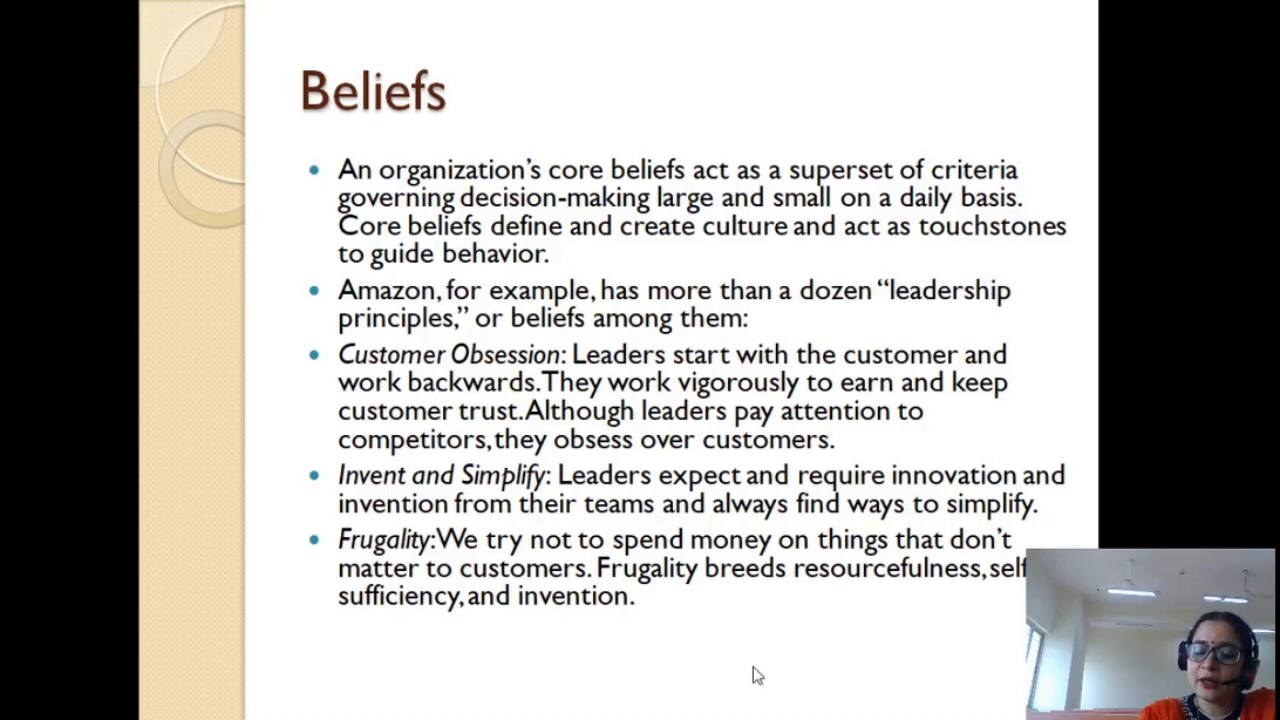 Beliefs
An organization's core beliefs act as a superset of criteria
governing decision-making large and small on a daily basis.
Core beliefs define and create culture and act as touchstones
to guide behavior.
Amazon, for example, has more than a dozen “leadership
principles,” or beliefs among them:
Customer Obsession: Leaders start with the customer and
work backwards. They work vigorously to earn and keep
customer trust. Although leaders pay attention to
competitors, they obsess over customers.
Invent and Simplify: Leaders expect and require innovation and
invention from their teams and always find ways to simplify.
Frugality: We try not to spend money on things that don't
matter to customers. Frugality breeds resourcefulness, self
sufficiency, and invention.